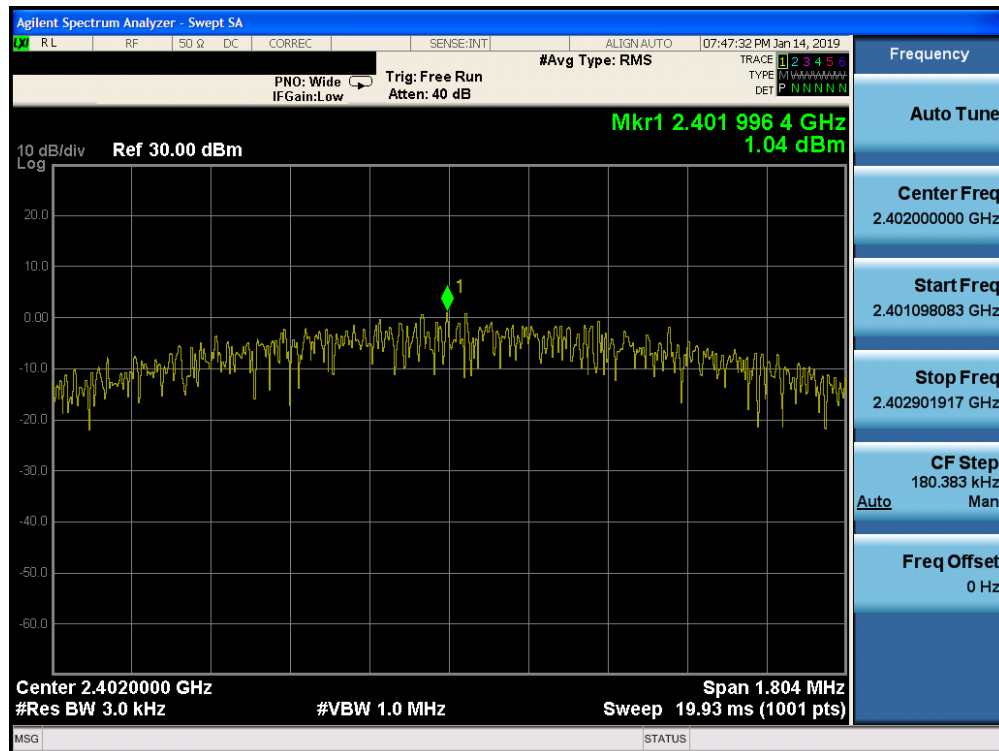 Agilent Spectrum Analyzer - Swept SA
LXI RL RF 50 Ω DC CORREC SENSE:INT ALIGN AUTO 07:47:32 PM Jan 14, 2019
#Avg Type: RMS
TRACE 1 2 3 4 5 6
PNO: Wide
Trig: Free Run
TYPE M WWWWW
IFGain:Low
Atten: 40 dB
DET P N N N N N
Mkr1 2.401 996 4 GHz
1.04 dBm
10 dB/div Ref 30.00 dBm
Log
20.0
10.0
0.00
-10.0
-20.0
-30.0
-40.0
-50.0
-60.0
1
Center 2.4020000 GHz
Span 1.804 MHz
#Res BW 3.0 kHz
#VBW 1.0 MHz
Sweep 19.93 ms (1001 pts)
MSG
STATUS
Frequency
Auto Tune
Center Freq
2.402000000 GHz
Start Freq
2.401098083 GHz
Stop Freq
2.402901917 GHz
CF Step
180.383 kHz
Auto Man
Freq Offset
0 Hz